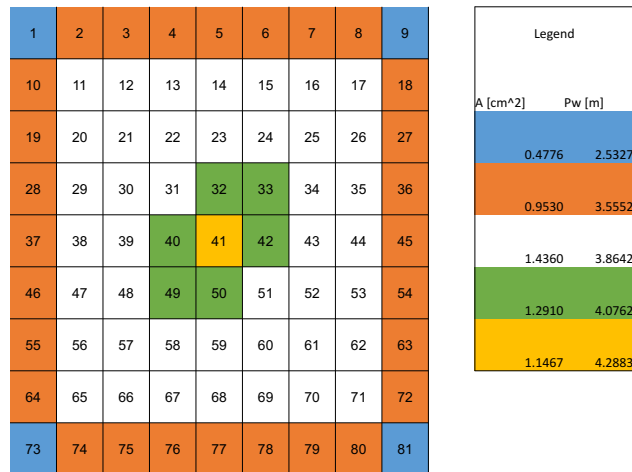 1 2 3 4 5 6 7 8 9
10 11 12 13 14 15 16 17 18
19 20 21 22 23 24 25 26 27
28 29 30 31 32 33 34 35 36
37 38 39 40 41 42 43 44 45
46 47 48 49 50 51 52 53 54
55 56 57 58 59 60 61 62 63
64 65 66 67 68 69 70 71 72
73 74 75 76 77 78 79 80 81
Legend
A [cm^2] Pw [m]
0.4776 2.5327
0.9530 3.5552
1.4360 3.8642
1.2910 4.0762
1.1467 4.2883